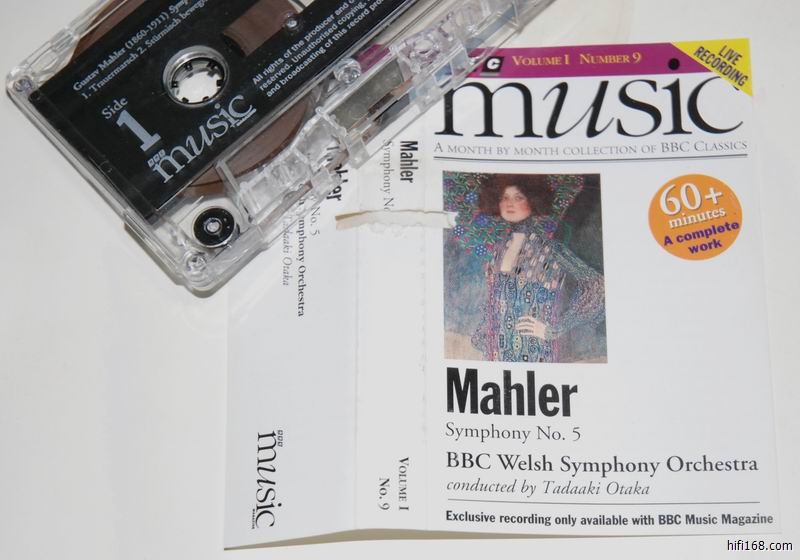 Gustav Mahler (1860-1911) Symp
1. Trauermarsch 2. Stürmisch beweg
Side
1
BBC
music
All rights of the producer and
reserved. Unauthorised copying,
and broadcasting of this record pro
Mahler
Symphony No. 5
Symphony Orchestra
Tadaaki Otaka
BBC
music
Mahler
Symphony No
VOLUME I
No. 9
C
VOLUME I NUMBER 9
LIVE
RECORDING
music
A MONTH BY MONTH COLLECTION OF BBC CLASSICS
60+
minutes
A complete
work
Mahler
Symphony No. 5
BBC Welsh Symphony Orchestra
conducted by Tadaaki Otaka
Exclusive recording only available with BBC Music Magazine
hifi168.com